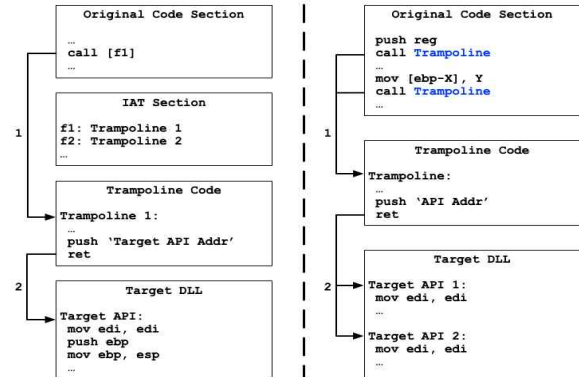 Original Code Section
…
call [f1]
…
IAT Section
f1: Trampoline 1
f2: Trampoline 2
…
1
Trampoline Code
Trampoline 1:
…
push ‘Target API Addr’
ret
2
Target DLL
Target API:
mov edi, edi
push ebp
mov ebp, esp
…
Original Code Section
push reg
call Trampoline
…
mov [ebp-X], Y
call Trampoline
…
1
Trampoline Code
Trampoline:
…
push ‘API Addr’
ret
2
Target DLL
Target API 1:
mov edi, edi
…
Target API 2:
mov edi, edi
…